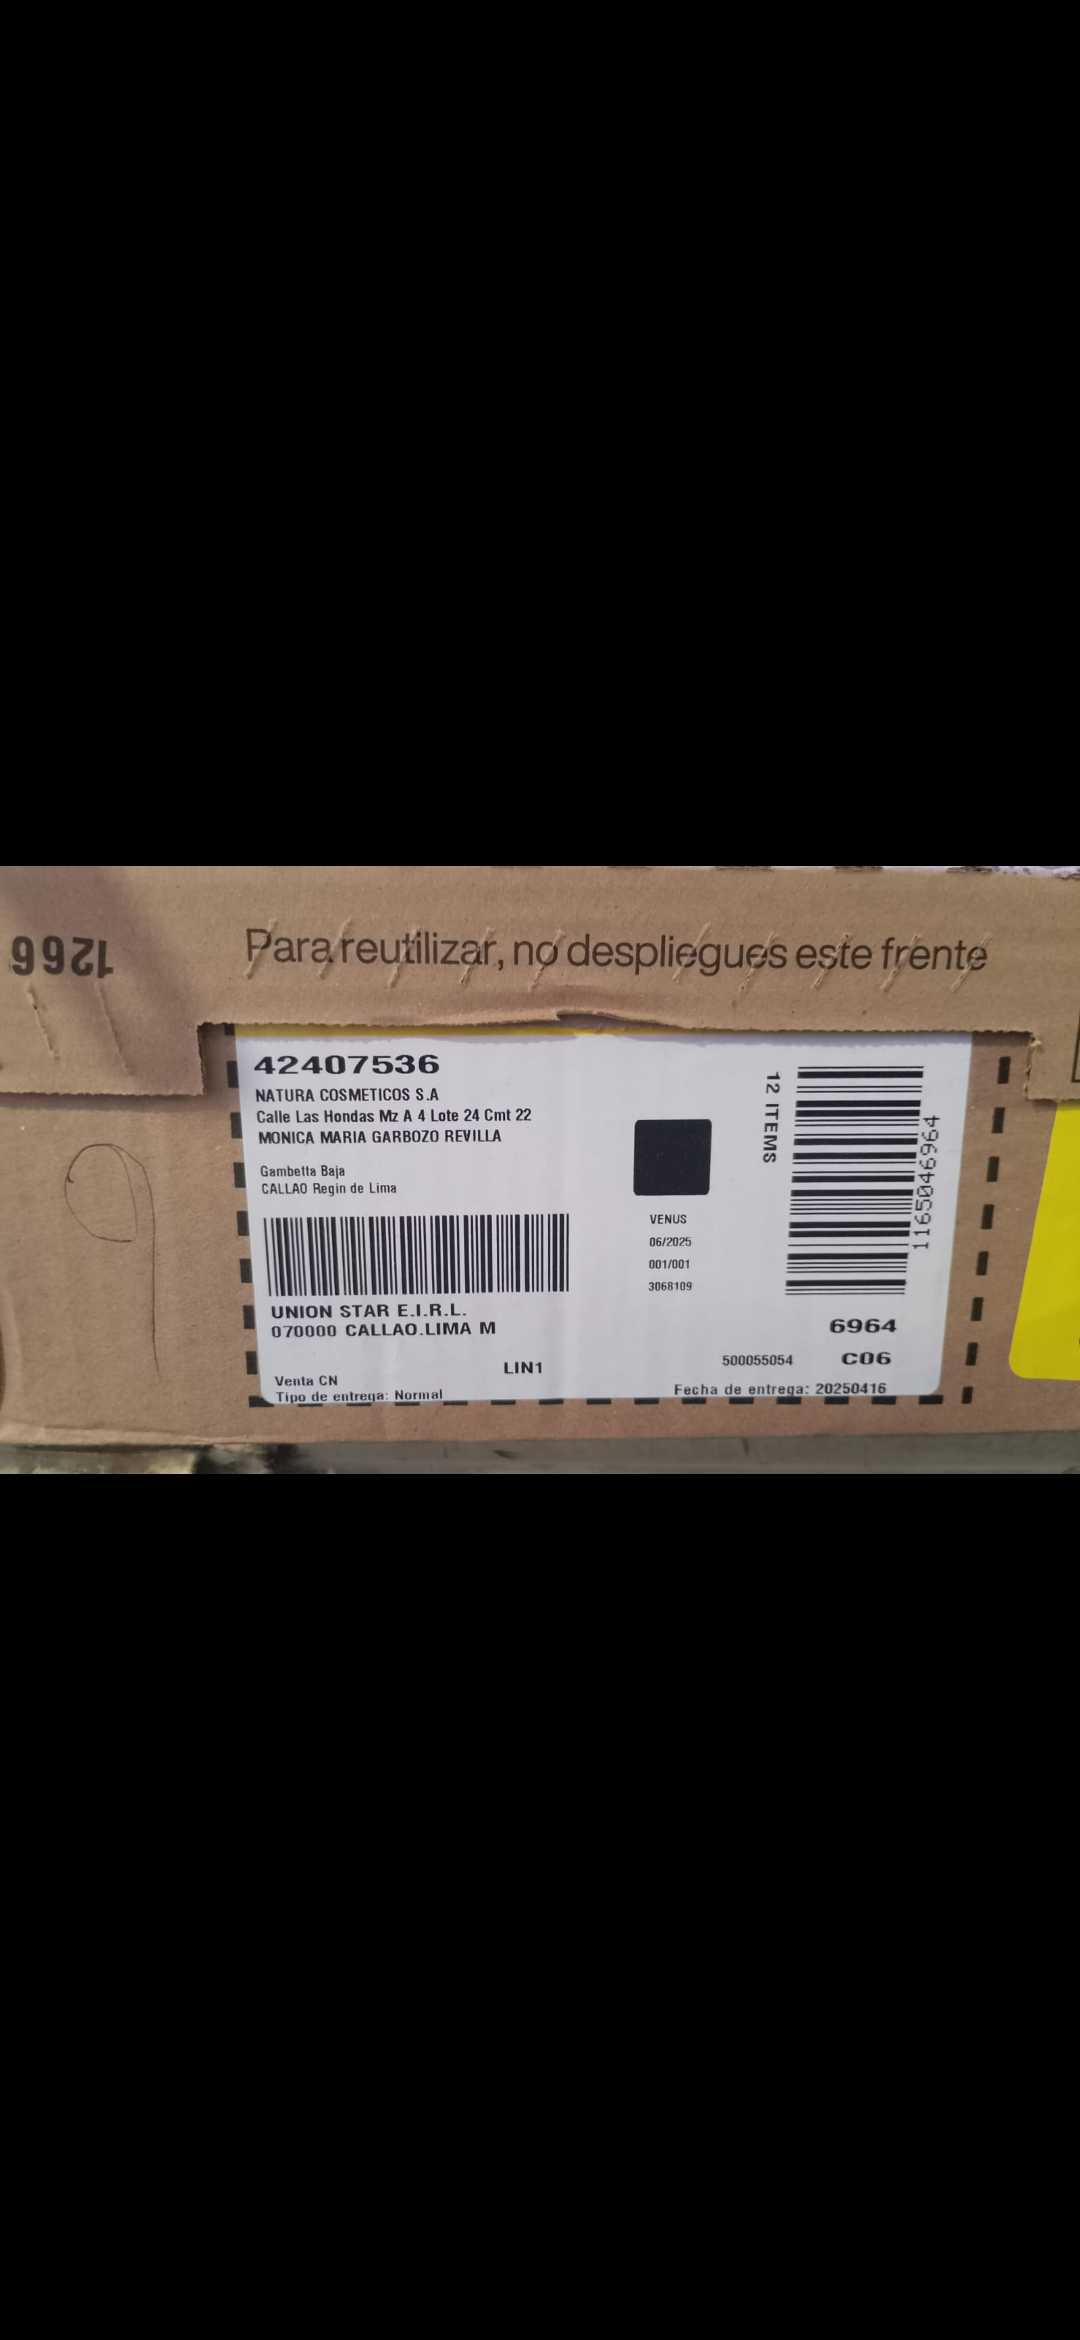 1266
Para reutilizar, no despliegues este frente
42407536
NATURA COSMETICOS S.A
Calle Las Hondas Mz A 4 Lote 24 Cmt 22
MONICA MARIA GARBOZO REVILLA
Gambetta Baja
CALLAO Regin de Lima
12 ITEMS
1165046964
VENUS
06/2025
001/001
3068109
UNION STAR E.I.R.L.
070000 CALLAO.LIMA M
6964
LIN1
500055054
C06
Venta CN
Tipo de entrega: Normal
Fecha de entrega: 20250416
9